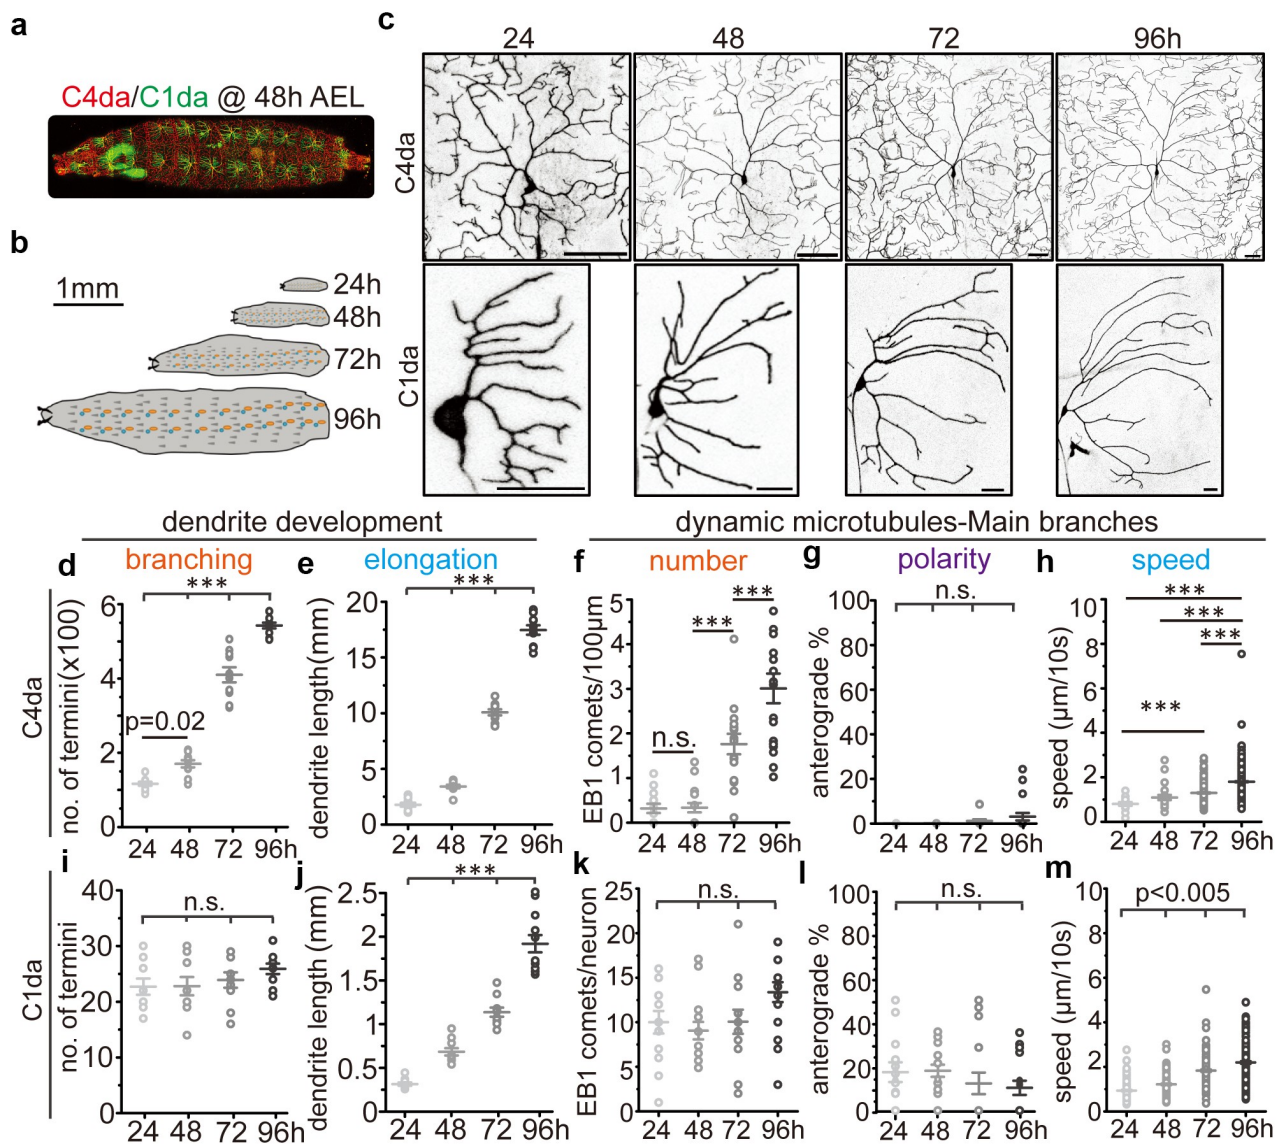 a
C4da/C1da @ 48h AEL
b
1mm
24h
48h
72h
96h
c
24 48 72 96h
C4da
C1da
dendrite development
dynamic microtubules-Main branches
C4da
d
branching
***
p=0.02
no. of termini(x100)
6
4
2
0
24 48 72 96h
e
elongation
***
dendrite length(mm)
20
15
10
5
0
24 48 72 96h
f
number
***
***
n.s.
EB1 comets/100μm
5
4
3
2
1
0
24 48 72 96h
g
polarity
n.s.
anterograde %
100
80
60
40
20
0
24 48 72 96h
h
speed
***
***
***
***
speed (μm/10s)
10
8
6
4
2
0
24 48 72 96h
C1da
i
n.s.
no. of termini
40
30
20
10
0
24 48 72 96h
j
***
dendrite length (mm)
2.5
2
1.5
1
0.5
0
24 48 72 96h
k
n.s.
EB1 comets/neuron
25
20
15
10
5
0
24 48 72 96h
l
n.s.
anterograde %
100
80
60
40
20
0
24 48 72 96h
m
p<0.005
speed (μm/10s)
10
8
6
4
2
0
24 48 72 96h